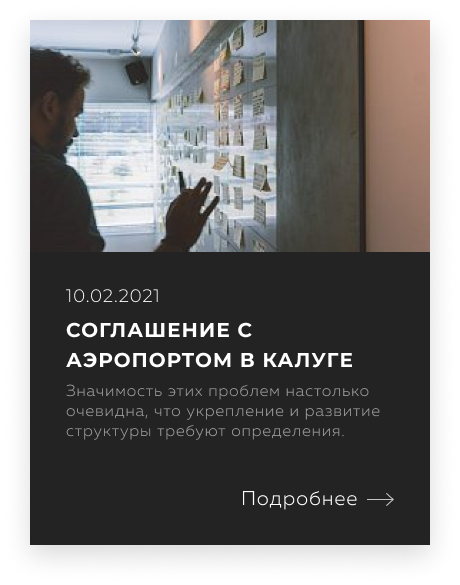 10.02.2021
СОГЛАШЕНИЕ С
АЭРОПОРТОМ В КАЛУГЕ
Значимость этих проблем настолько
очевидна, что укрепление и развитие
структуры требуют определения.
Подробнее →